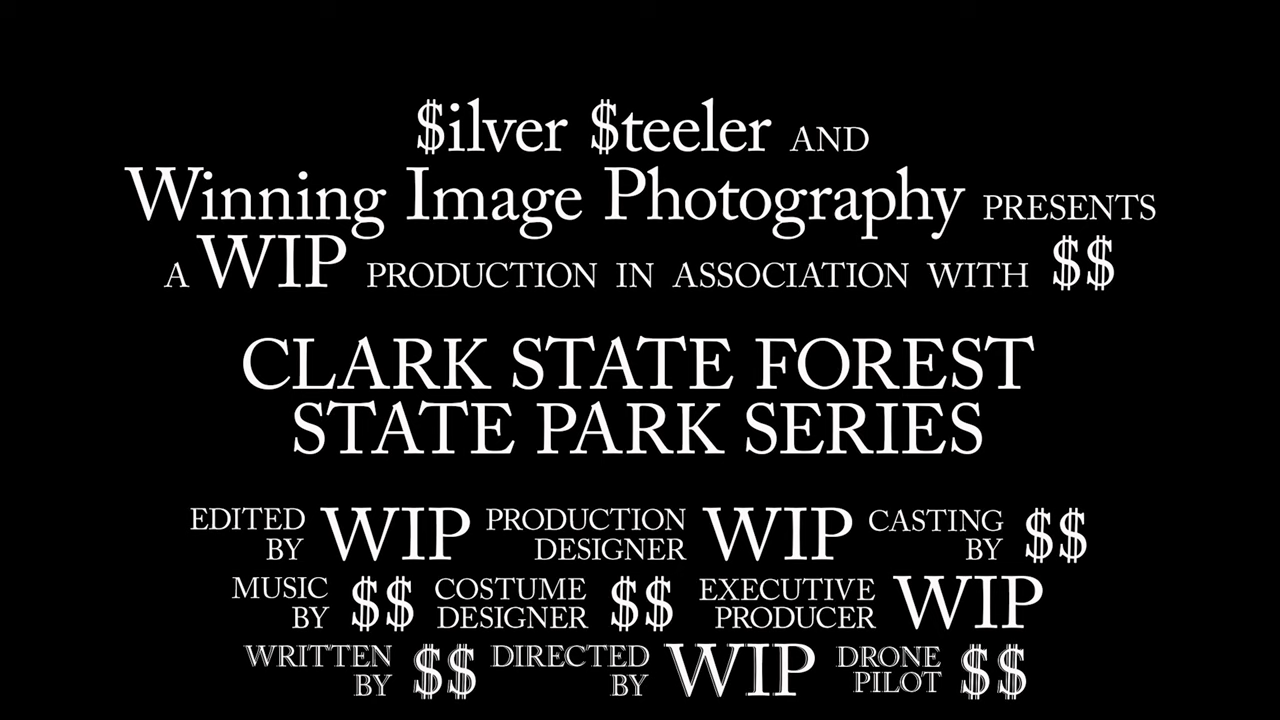 $ilver $teeler AND
Winning Image Photography PRESENTS
A WIP PRODUCTION IN ASSOCIATION WITH $$
CLARK STATE FOREST
STATE PARK SERIES
EDITED BY WIP PRODUCTION DESIGNER WIP CASTING BY $$
MUSIC BY $$ COSTUME DESIGNER $$ EXECUTIVE PRODUCER WIP
WRITTEN BY $$ DIRECTED BY WIP DRONE PILOT $$